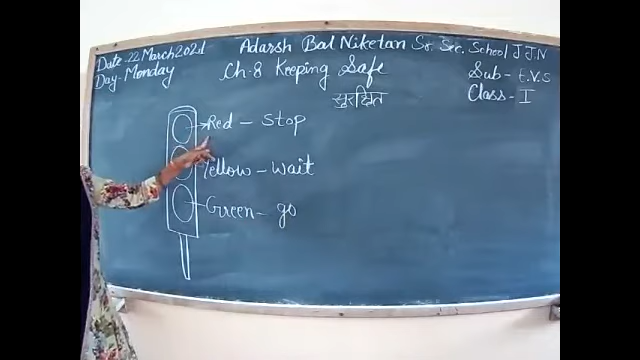 Date - 22 March 2021
Day - Monday
Adarsh Bal Niketan Sr. Sec. School JJN
Sub - E.V.S
Class - I
Ch-8 Keeping Safe
सुरक्षित
Red - Stop
Yellow - Wait
Green - go